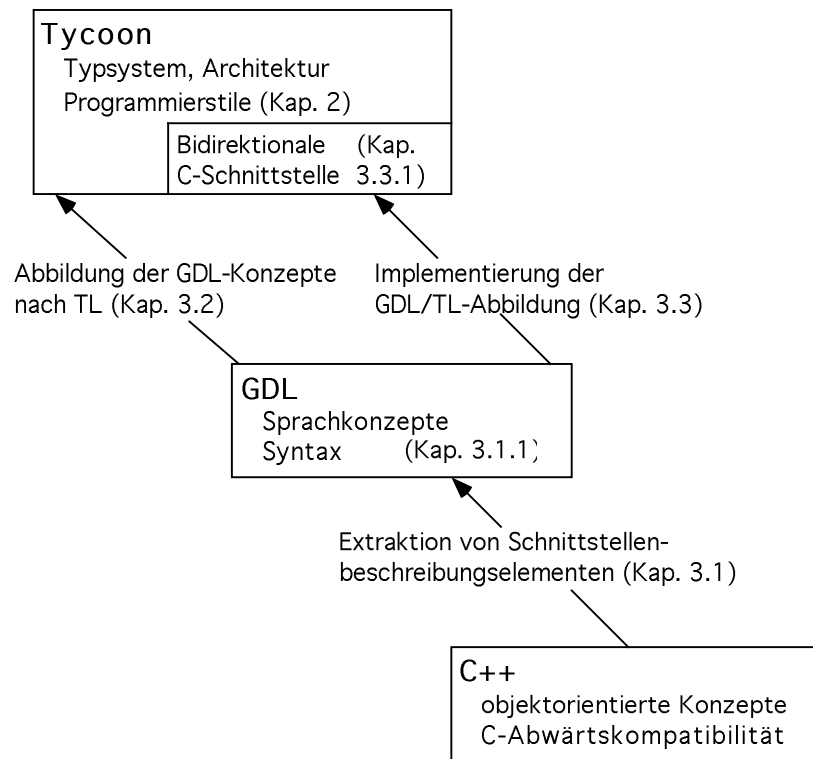 Tycoon
Typsystem, Architektur
Programmierstile (Kap. 2)
Bidirektionale (Kap.
C-Schnittstelle 3.3.1)
Abbildung der GDL-Konzepte
nach TL (Kap. 3.2)
Implementierung der
GDL/TL-Abbildung (Kap. 3.3)
GDL
Sprachkonzepte
Syntax (Kap. 3.1.1)
Extraktion von Schnittstellen-
beschreibungselementen (Kap. 3.1)
C++
objektorientierte Konzepte
C-Abwärtskompatibilität